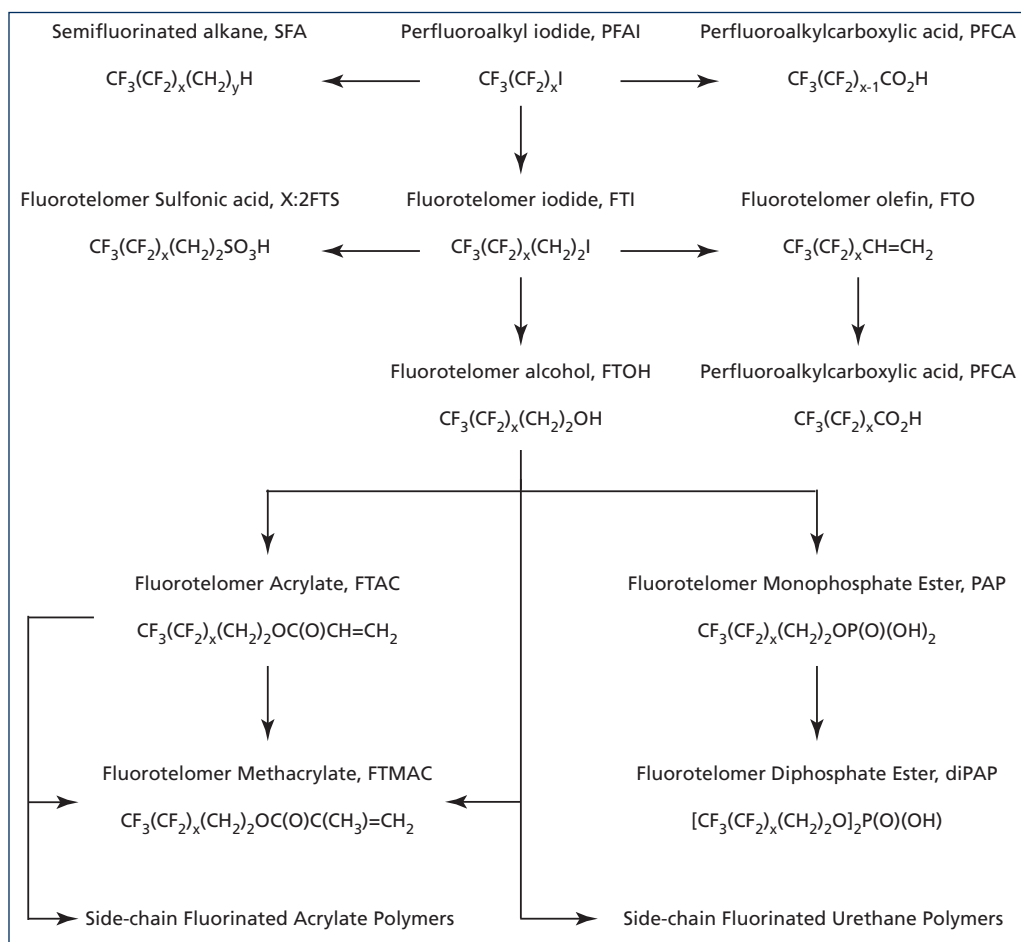 Semifluorinated alkane, SFA
Perfluoroalkyl iodide, PFAI
Perfluoroalkylcarboxylic acid, PFCA
CF₃(CF₂)ₓ(CH₂)ᵧH
CF₃(CF₂)ₓI
CF₃(CF₂)ₓ₋₁CO₂H
Fluorotelomer Sulfonic acid, X:2FTS
Fluorotelomer iodide, FTI
Fluorotelomer olefin, FTO
CF₃(CF₂)ₓ(CH₂)₂SO₃H
CF₃(CF₂)ₓ(CH₂)₂I
CF₃(CF₂)ₓCH=CH₂
Fluorotelomer alcohol, FTOH
Perfluoroalkylcarboxylic acid, PFCA
CF₃(CF₂)ₓ(CH₂)₂OH
CF₃(CF₂)ₓCO₂H
Fluorotelomer Acrylate, FTAC
Fluorotelomer Monophosphate Ester, PAP
CF₃(CF₂)ₓ(CH₂)₂OC(O)CH=CH₂
CF₃(CF₂)ₓ(CH₂)₂OP(O)(OH)₂
Fluorotelomer Methacrylate, FTMAC
Fluorotelomer Diphosphate Ester, diPAP
CF₃(CF₂)ₓ(CH₂)₂OC(O)C(CH₃)=CH₂
[CF₃(CF₂)ₓ(CH₂)₂O]₂P(O)(OH)
Side-chain Fluorinated Acrylate Polymers
Side-chain Fluorinated Urethane Polymers